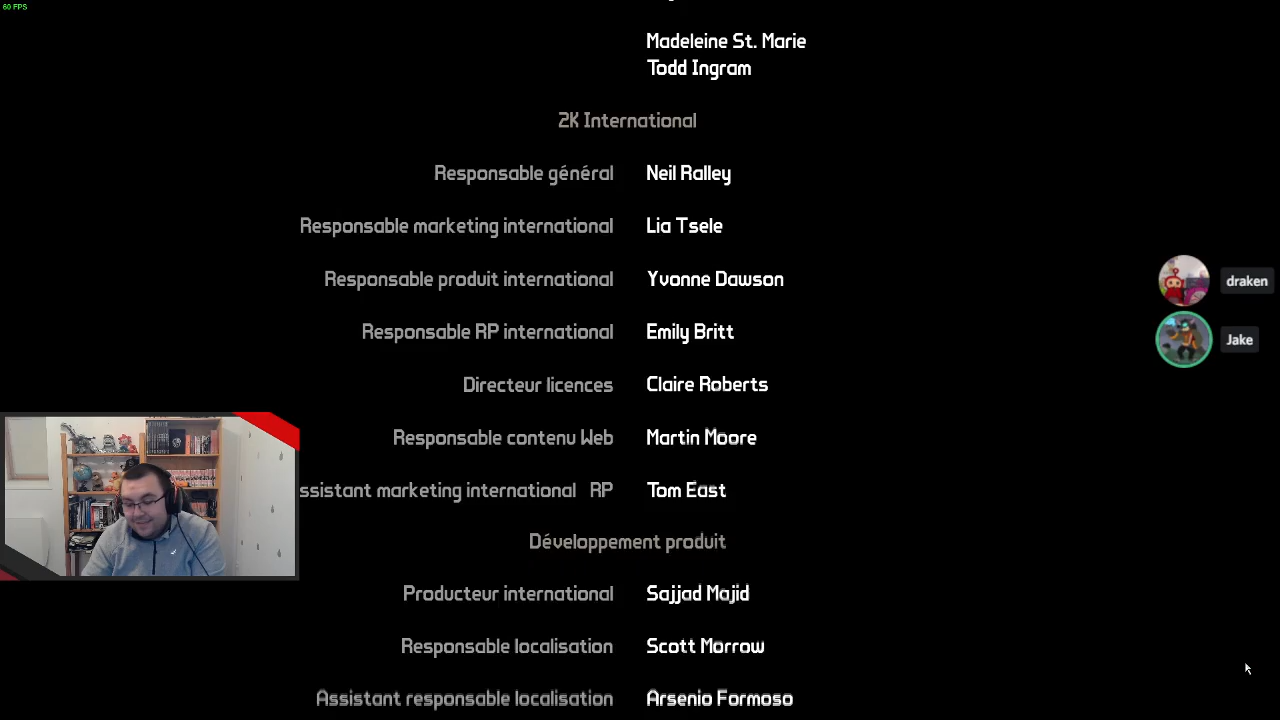 60 FPS
Madeleine St. Marie
Todd Ingram
2K International
Responsable général Neil Ralley
Responsable marketing international Lia Tsele
Responsable produit international Yvonne Dawson
draken
Responsable RP international Emily Britt
Jake
Directeur licences Claire Roberts
Responsable contenu Web Martin Moore
ssistant marketing international RP Tom East
Développement produit
Producteur international Sajjad Majid
Responsable localisation Scott Morrow
Assistant responsable localisation Arsenio Formoso